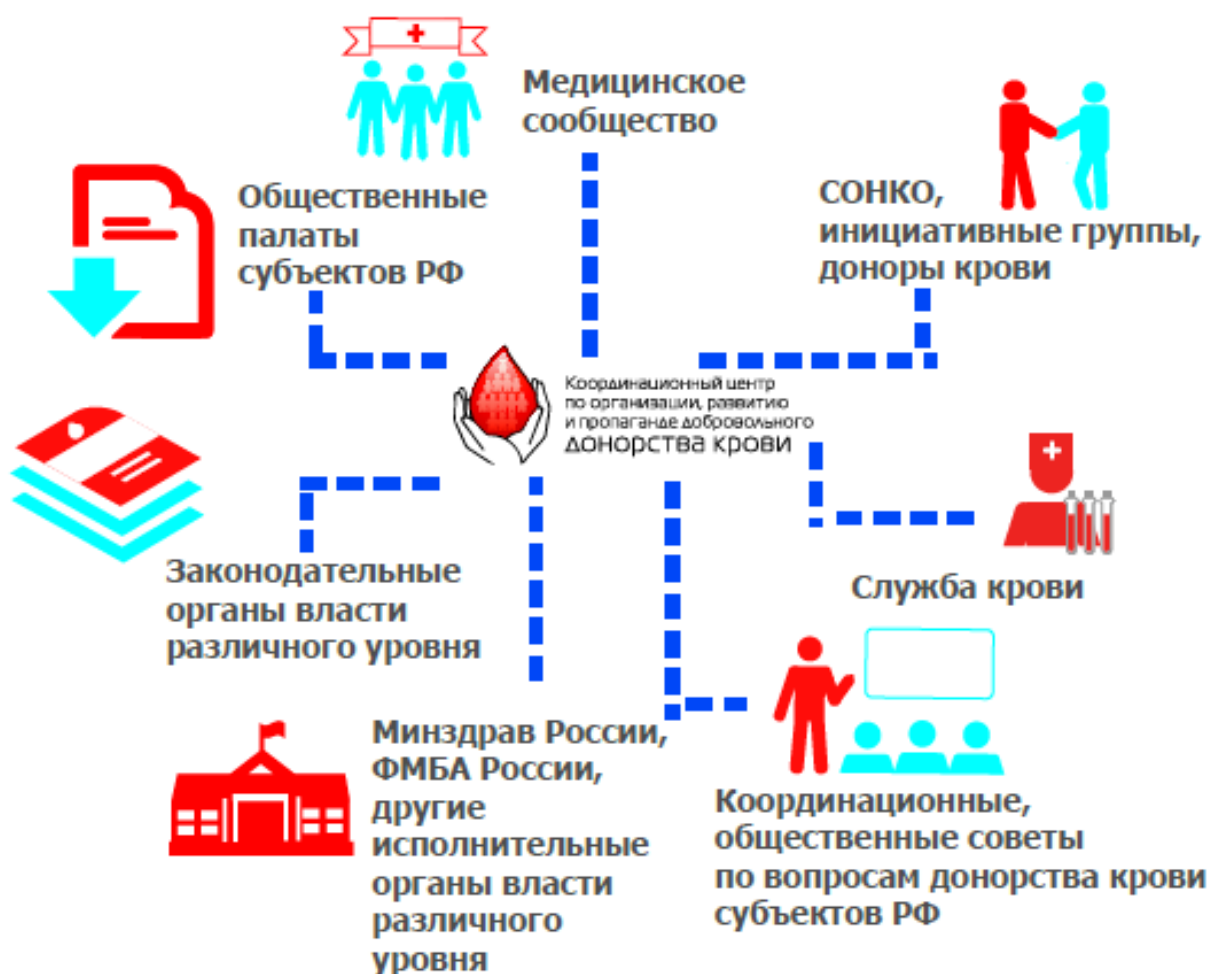 Медицинское
сообщество
Общественные
палаты
субъектов РФ
СОНКО,
инициативные группы,
доноры крови
Координационный центр
по организации, развитию
и пропаганде добровольного
ДОНОРСТВА КРОВИ
Законодательные
органы власти
различного уровня
Служба крови
Минздрав России,
ФМБА России,
другие
исполнительные
органы власти
различного
уровня
Координационные,
общественные советы
по вопросам донорства крови
субъектов РФ